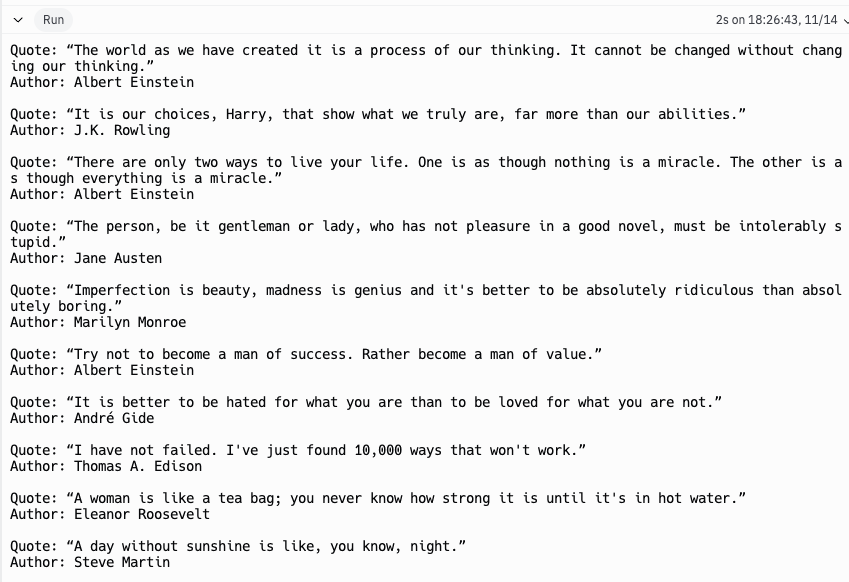 Run
2s on 18:26:43, 11/14
Quote: “The world as we have created it is a process of our thinking. It cannot be changed without chang
ing our thinking.”
Author: Albert Einstein
Quote: “It is our choices, Harry, that show what we truly are, far more than our abilities.”
Author: J.K. Rowling
Quote: “There are only two ways to live your life. One is as though nothing is a miracle. The other is a
s though everything is a miracle.”
Author: Albert Einstein
Quote: “The person, be it gentleman or lady, who has not pleasure in a good novel, must be intolerably s
tupid.”
Author: Jane Austen
Quote: “Imperfection is beauty, madness is genius and it's better to be absolutely ridiculous than absol
utely boring.”
Author: Marilyn Monroe
Quote: “Try not to become a man of success. Rather become a man of value.”
Author: Albert Einstein
Quote: “It is better to be hated for what you are than to be loved for what you are not.”
Author: André Gide
Quote: “I have not failed. I've just found 10,000 ways that won't work.”
Author: Thomas A. Edison
Quote: “A woman is like a tea bag; you never know how strong it is until it's in hot water.”
Author: Eleanor Roosevelt
Quote: “A day without sunshine is like, you know, night.”
Author: Steve Martin